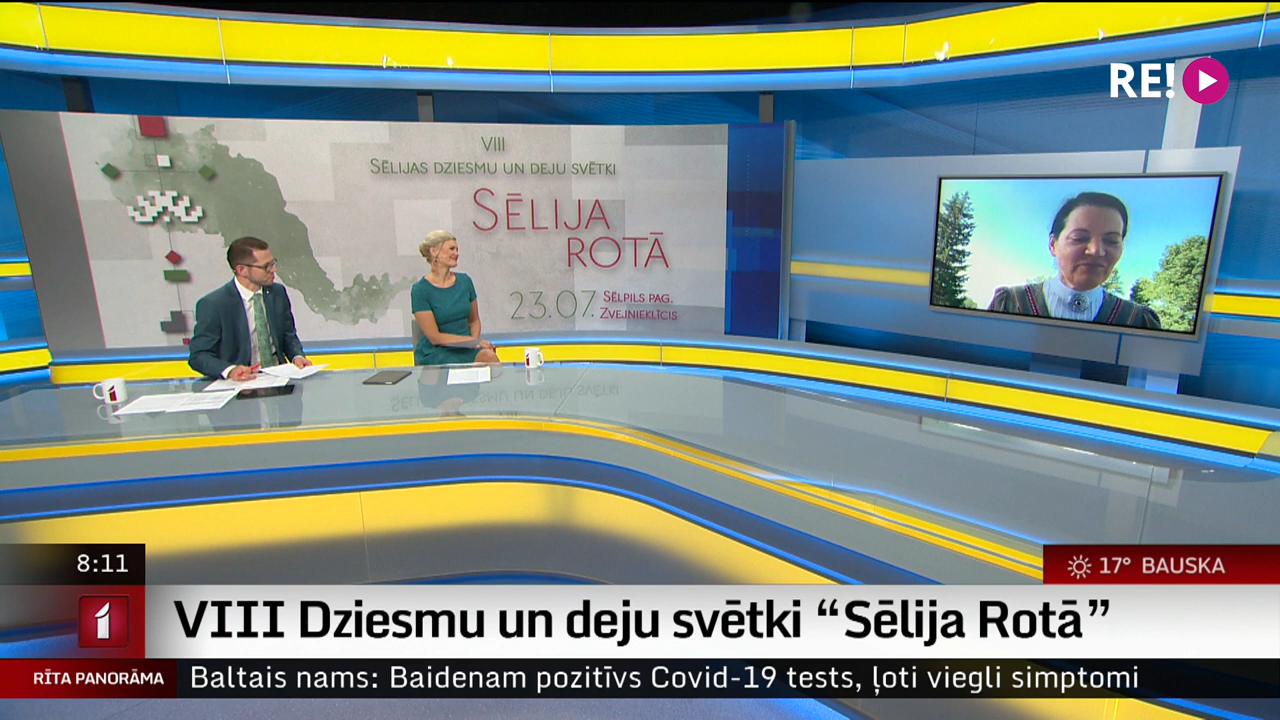 RE!
VIII
SĒLIJAS DZIESMU UN DEJU SVĒTKI
SĒLIJA
ROTĀ
23.07. SĒLPILS PAG.
ZVEJNIEKLĪCIS
8:11
17° BAUSKA
1
VIII Dziesmu un deju svētki “Sēlija Rotā”
RĪTA PANORĀMA
Baltais nams: Baidenam pozitīvs Covid-19 tests, ļoti viegli simptomi